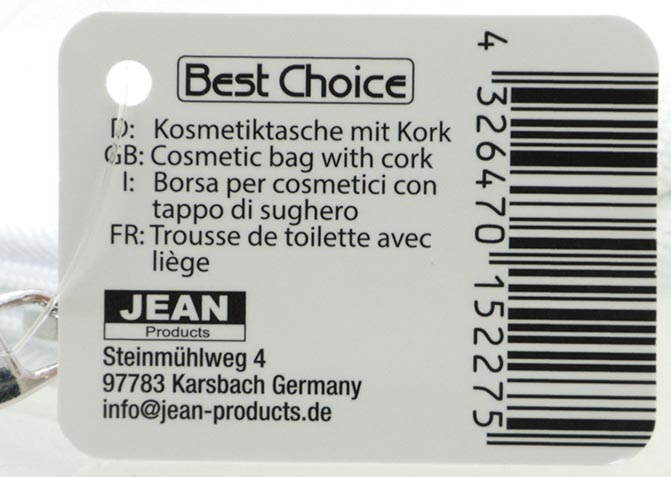 Best Choice
D: Kosmetiktasche mit Kork
GB: Cosmetic bag with cork
I: Borsa per cosmetici con
tappo di sughero
FR: Trousse de toilette avec
liège
JEAN
Products
Steinmühlweg 4
97783 Karsbach Germany
info@jean-products.de
4 326470 152275